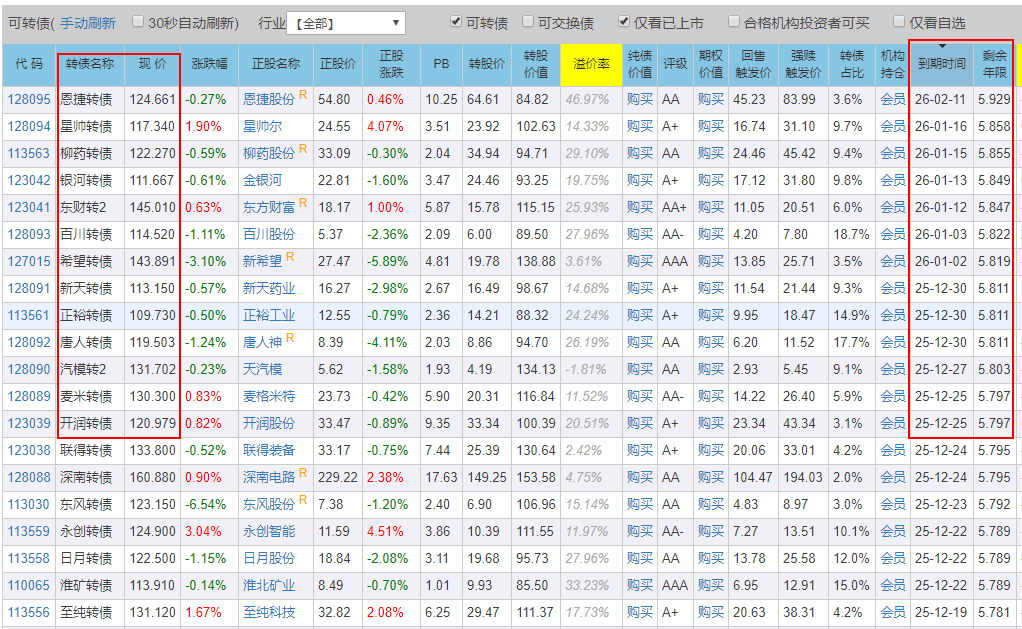 可转债( 手动刷新 30秒自动刷新) 行业 【全部】 可转债 可交换债 仅看已上市 合格机构投资者可买 仅看自选
代 码 转债名称 现 价 涨跌幅 正股名称 正股价 正股涨跌 PB 转股价 转股价值 溢价率 纯债价值 评级 期权价值 回售触发价 强赎触发价 转债占比 机构持仓 到期时间 剩余年限
128095 恩捷转债 124.661 -0.27% 恩捷股份 R 54.80 0.46% 10.25 64.61 84.82 46.97% 购买 AA 购买 45.23 83.99 3.6% 会员 26-02-11 5.929
128094 星帅转债 117.340 1.90% 星帅尔 24.55 4.07% 3.51 23.92 102.63 14.33% 购买 A+ 购买 16.74 31.10 9.7% 会员 26-01-16 5.858
113563 柳药转债 122.270 -0.59% 柳药股份 R 33.09 -0.30% 2.04 34.94 94.71 29.10% 购买 AA 购买 24.46 45.42 9.4% 会员 26-01-15 5.855
123042 银河转债 111.667 -0.61% 金银河 22.81 -1.60% 3.47 24.46 93.25 19.75% 购买 A+ 购买 17.12 31.80 9.8% 会员 26-01-13 5.849
123041 东财转2 145.010 0.63% 东方财富 R 18.17 1.00% 5.87 15.78 115.15 25.93% 购买 AA+ 购买 11.05 20.51 6.0% 会员 26-01-12 5.847
128093 百川转债 114.520 -1.11% 百川股份 5.37 -2.36% 2.09 6.00 89.50 27.96% 购买 AA- 购买 4.20 7.80 18.7% 会员 26-01-03 5.822
127015 希望转债 143.891 -3.10% 新希望 R 27.47 -5.89% 4.81 19.78 138.88 3.61% 购买 AAA 购买 13.85 25.71 3.5% 会员 26-01-02 5.819
128091 新天转债 113.150 -0.57% 新天药业 16.27 -2.98% 2.67 16.49 98.67 14.68% 购买 A+ 购买 11.54 21.44 9.3% 会员 25-12-30 5.811
113561 正裕转债 109.730 -0.50% 正裕工业 12.55 -0.79% 2.36 14.21 88.32 24.24% 购买 A+ 购买 9.95 18.47 14.9% 会员 25-12-30 5.811
128092 唐人转债 119.503 -1.24% 唐人神 R 8.39 -4.11% 2.03 8.86 94.70 26.19% 购买 AA 购买 6.20 11.52 17.7% 会员 25-12-30 5.811
128090 汽模转2 131.702 -0.23% 天汽模 5.62 -1.58% 1.93 4.19 134.13 -1.81% 购买 AA 购买 2.93 5.45 9.1% 会员 25-12-27 5.803
128089 麦米转债 130.300 0.83% 麦格米特 23.73 -0.42% 5.90 20.31 116.84 11.52% 购买 AA- 购买 14.22 26.40 5.9% 会员 25-12-25 5.797
123039 开润转债 120.979 0.82% 开润股份 33.47 -0.89% 9.35 33.34 100.39 20.51% 购买 A+ 购买 23.34 43.34 3.1% 会员 25-12-25 5.797
123038 联得转债 133.800 -0.52% 联得装备 33.17 -0.75% 7.44 25.39 130.64 2.42% 购买 A+ 购买 20.06 33.01 4.2% 会员 25-12-24 5.795
128088 深南转债 160.880 0.90% 深南电路 R 229.22 2.38% 17.63 149.25 153.58 4.75% 购买 AA 购买 104.47 194.03 2.0% 会员 25-12-24 5.795
113030 东风转债 123.150 -6.54% 东风股份 R 7.38 -1.20% 2.40 6.90 106.96 15.14% 购买 AA 购买 4.83 8.97 3.0% 会员 25-12-23 5.792
113559 永创转债 124.900 3.04% 永创智能 11.59 4.51% 3.86 10.39 111.55 11.97% 购买 AA- 购买 7.27 13.51 10.1% 会员 25-12-22 5.789
113558 日月转债 122.500 -1.15% 日月股份 18.84 -2.08% 3.11 19.68 95.73 27.96% 购买 AA 购买 13.78 25.58 12.0% 会员 25-12-22 5.789
110065 淮矿转债 113.910 -0.14% 淮北矿业 8.49 -0.70% 1.01 9.93 85.50 33.23% 购买 AAA 购买 6.95 12.91 15.0% 会员 25-12-22 5.789
113556 至纯转债 131.120 1.67% 至纯科技 32.82 2.08% 6.25 29.47 111.37 17.73% 购买 A+ 购买 20.63 38.31 4.2% 会员 25-12-19 5.781